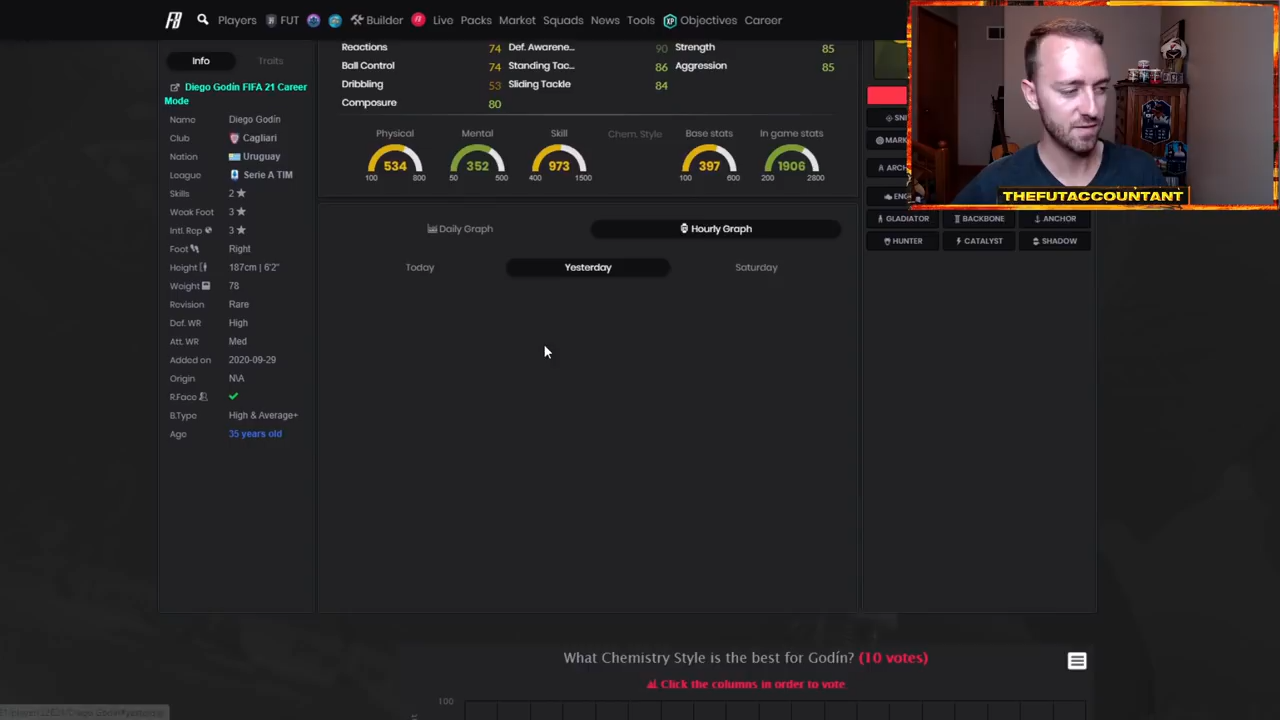 F8 Players FUT Builder Live Packs Market Squads News Tools XP Objectives Career
Info Traits
Diego Godín FIFA 21 Career
Mode
Name Diego Godín
Club Cagliari
Nation Uruguay
League Serie A TIM
Skills 2★
Weak Foot 3★
Intl. Rep 3★
Foot Right
Height 187cm | 6'2"
Weight 78
Revision Rare
Def. WR High
Att. WR Med
Added on 2020-09-29
Origin N\A
R.Face
B.Type High & Average+
Age 35 years old
Reactions 74 Def. Awarene... 90 Strength 85
Ball Control 74 Standing Tac... 86 Aggression 85
Dribbling 53 Sliding Tackle 84
Composure 80
Physical Mental Skill Chem. Style Base stats In game stats
534 352 973 397 1906
100 800 50 500 400 1500 100 600 200 2800
Daily Graph Hourly Graph
Today Yesterday Saturday
THEFUTACCOUNTANT
GLADIATOR BACKBONE ANCHOR
HUNTER CATALYST SHADOW
What Chemistry Style is the best for Godín? (10 votes)
Click the columns in order to vote
100